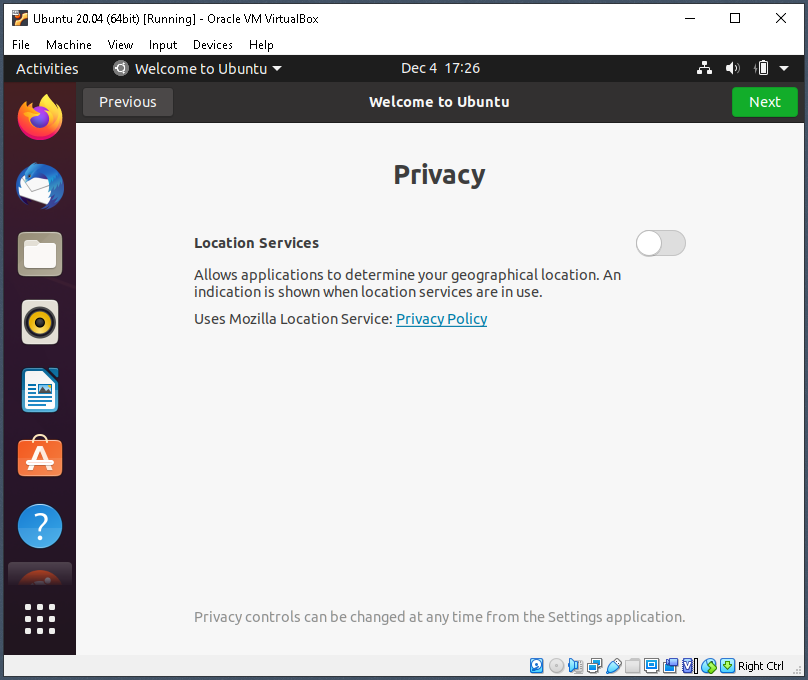 Ubuntu 20.04 (64bit) [Running] - Oracle VM VirtualBox
File Machine View Input Devices Help
Activities Welcome to Ubuntu Dec 4 17:26
Previous Welcome to Ubuntu Next
Privacy
Location Services
Allows applications to determine your geographical location. An
indication is shown when location services are in use.
Uses Mozilla Location Service: Privacy Policy
Privacy controls can be changed at any time from the Settings application.
Right Ctrl